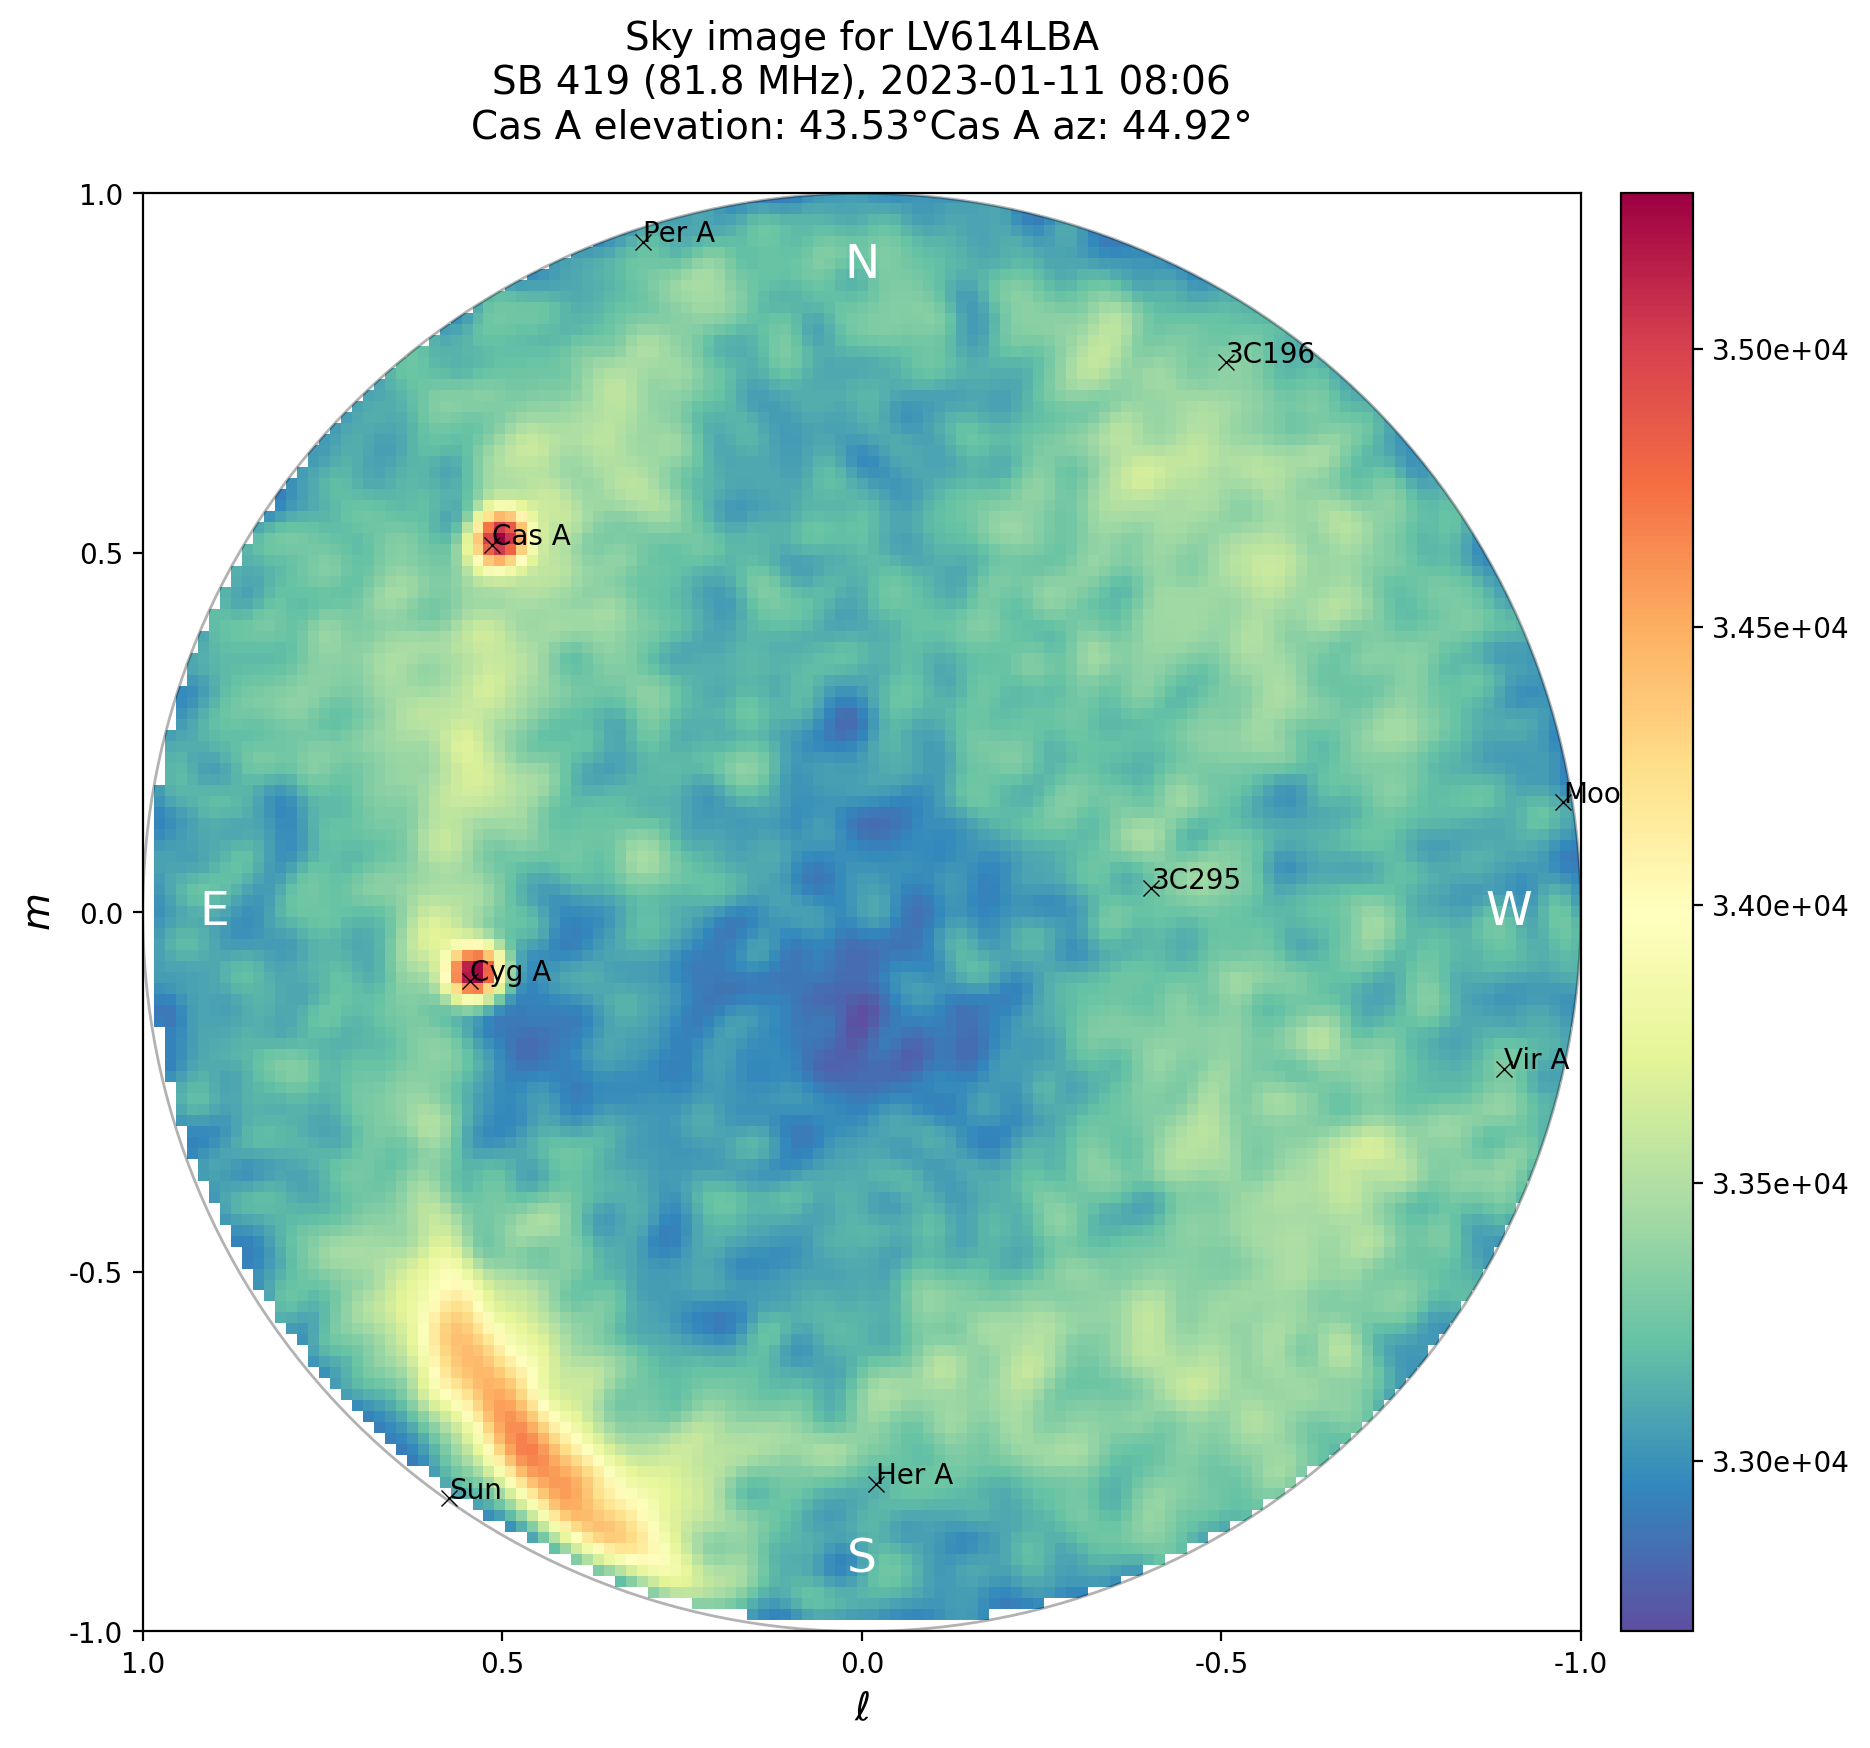 Sky image for LV614LBA
SB 419 (81.8 MHz), 2023-01-11 08:06
Cas A elevation: 43.53°Cas A az: 44.92°
1.0
0.5
0.0
-0.5
-1.0
m
Per A
N
3C196
Cas A
Moo
3C295
E
W
Cyg A
Vir A
Her A
Sun
S
1.0
0.5
0.0
-0.5
-1.0
ℓ
3.50e+04
3.45e+04
3.40e+04
3.35e+04
3.30e+04